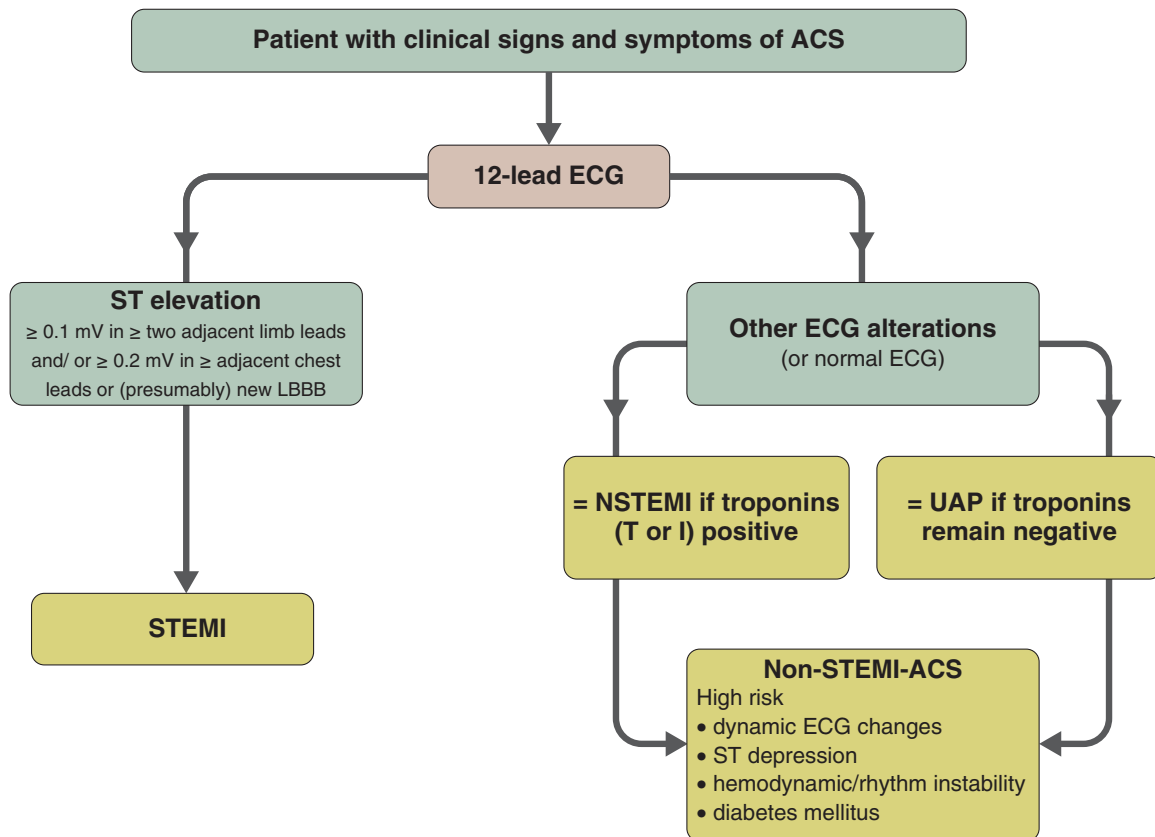 Patient with clinical signs and symptoms of ACS
12-lead ECG
ST elevation
≥ 0.1 mV in ≥ two adjacent limb leads
and/ or ≥ 0.2 mV in ≥ adjacent chest
leads or (presumably) new LBBB
Other ECG alterations
(or normal ECG)
= NSTEMI if troponins
(T or I) positive
= UAP if troponins
remain negative
STEMI
Non-STEMI-ACS
High risk
• dynamic ECG changes
• ST depression
• hemodynamic/rhythm instability
• diabetes mellitus